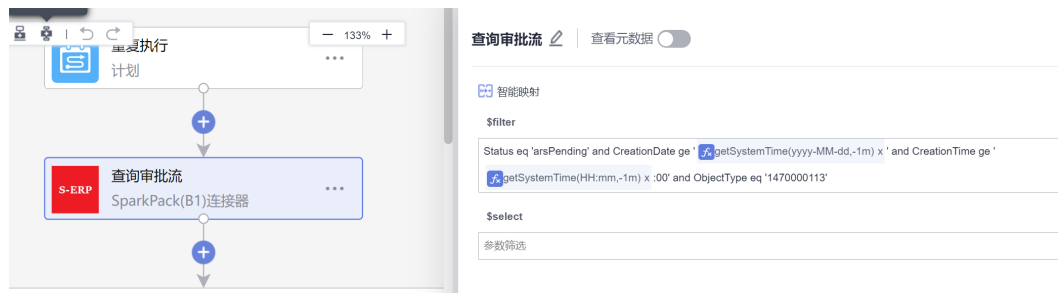 133%
重复执行
计划
S-ERP
查询审批流
SparkPack(B1)连接器
查询审批流
查看元数据
智能映射
$filter
Status eq 'arsPending' and CreationDate ge ' fx getSystemTime(yyyy-MM-dd,-1m) x ' and CreationTime ge '
fx getSystemTime(HH:mm,-1m) x :00' and ObjectType eq '1470000113'
$select
参数筛选